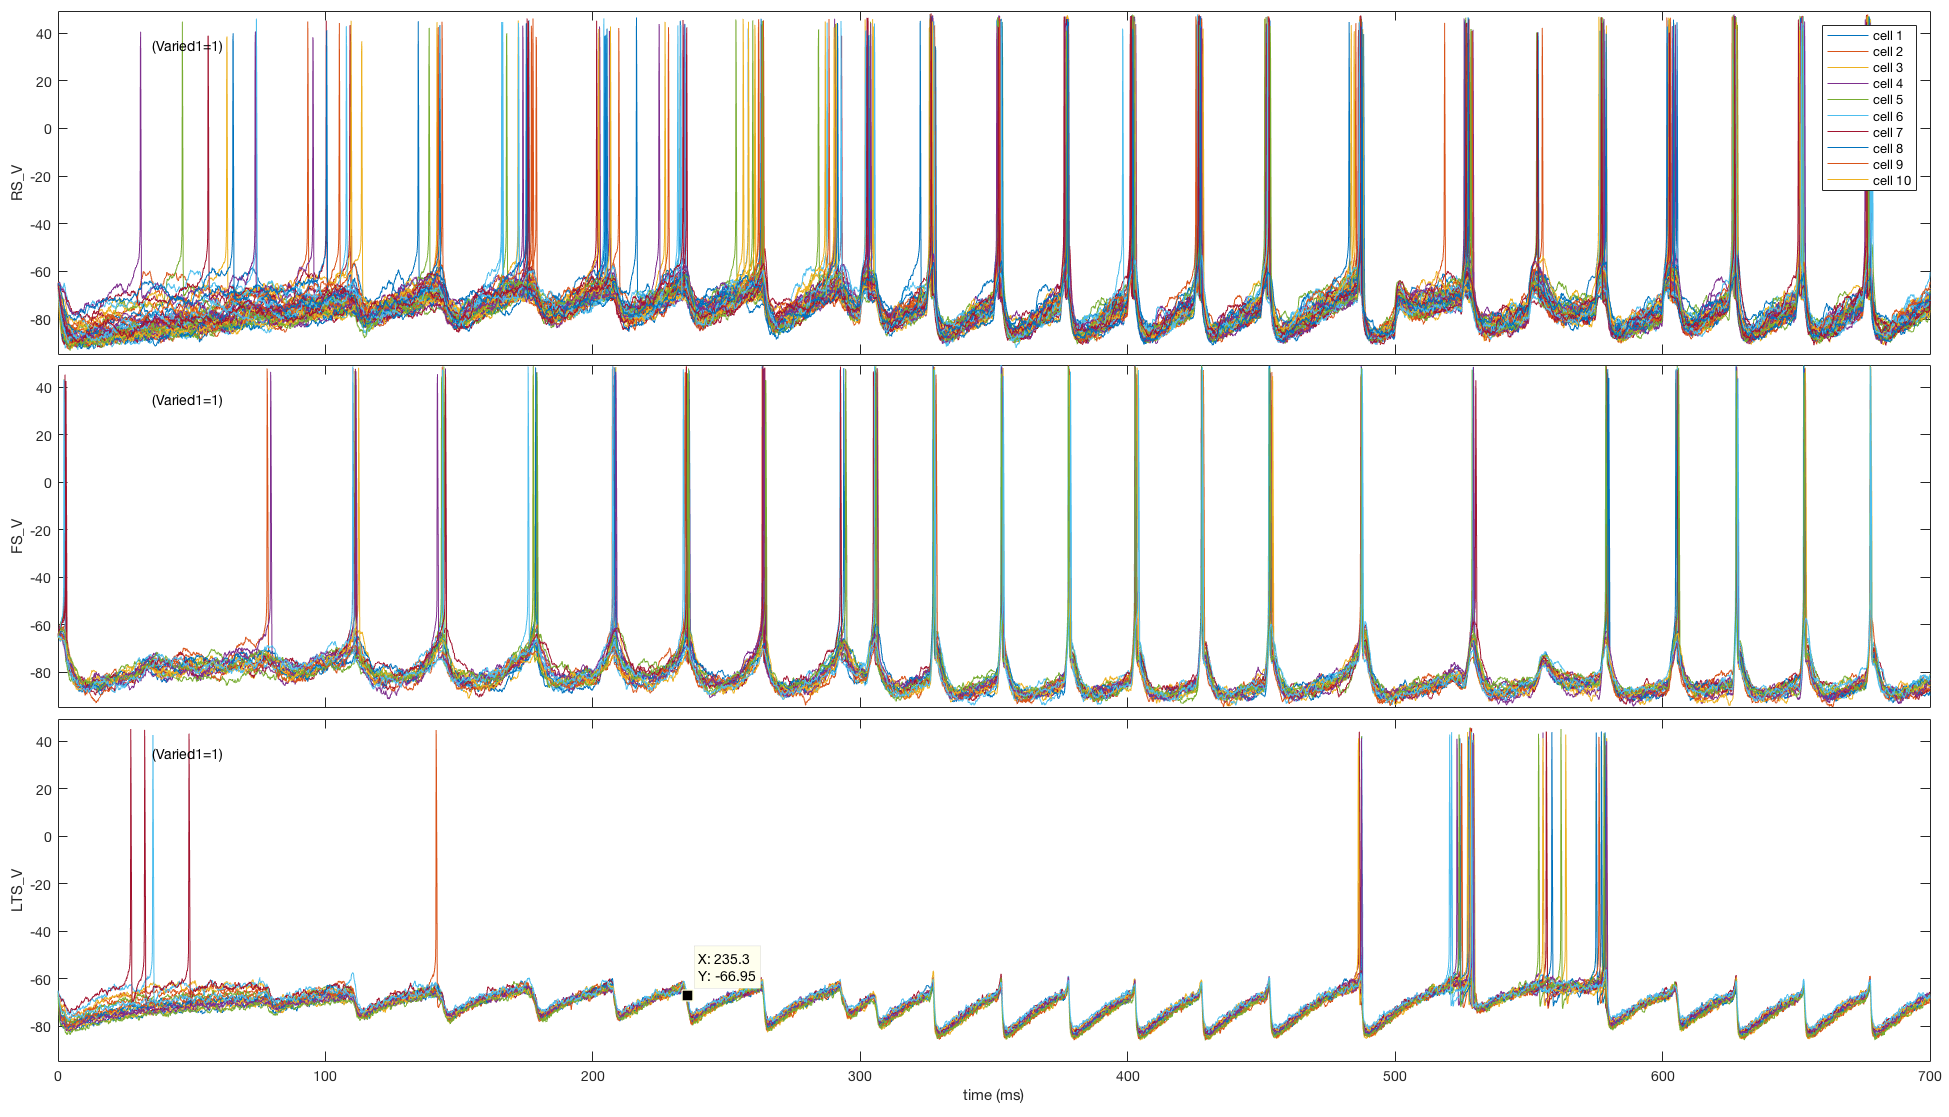 40
20
0
-20
-40
-60
-80
RS_V
(Varied1=1)
cell 1
cell 2
cell 3
cell 4
cell 5
cell 6
cell 7
cell 8
cell 9
cell 10
40
20
0
-20
-40
-60
-80
FS_V
(Varied1=1)
40
20
0
-20
-40
-60
-80
LTS_V
(Varied1=1)
X: 235.3
Y: -66.95
0 100 200 300 400 500 600 700
time (ms)